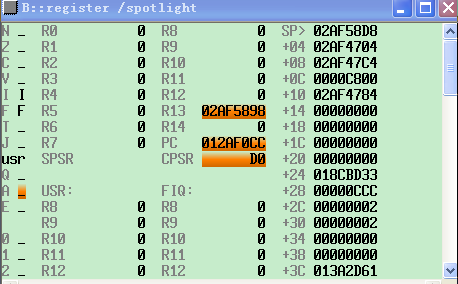 B::register /spotlight
N _ R0 0 R8 0 SP> 02AF58D8
Z _ R1 0 R9 0 +04 02AF4704
C _ R2 0 R10 0 +08 02AF47C4
V _ R3 0 R11 0 +0C 0000C800
I I R4 0 R12 0 +10 02AF4784
F F R5 0 R13 02AF5898 +14 00000000
T _ R6 0 R14 0 +18 00000000
J _ R7 0 PC 012AF0CC +1C 00000000
usr SPSR CPSR D0 +20 00000000
Q _ +24 018CBD33
A _ USR: FIQ: +28 00000CCC
E _ R8 0 R8 0 +2C 00000002
R9 0 R9 0 +30 00000002
0 _ R10 0 R10 0 +34 00000000
1 _ R11 0 R11 0 +38 00000000
2 _ R12 0 R12 0 +3C 013A2D61